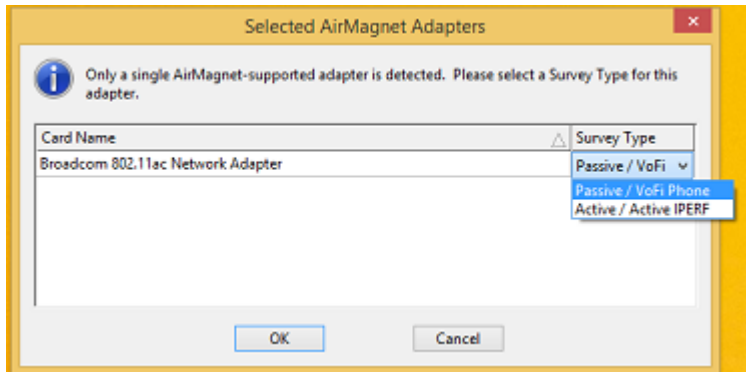 Selected AirMagnet Adapters
Only a single AirMagnet-supported adapter is detected. Please select a Survey Type for this
adapter.
Card Name
Survey Type
Broadcom 802.11ac Network Adapter
Passive / VoFi
Passive / VoFi Phone
Active / Active IPERF
OK
Cancel